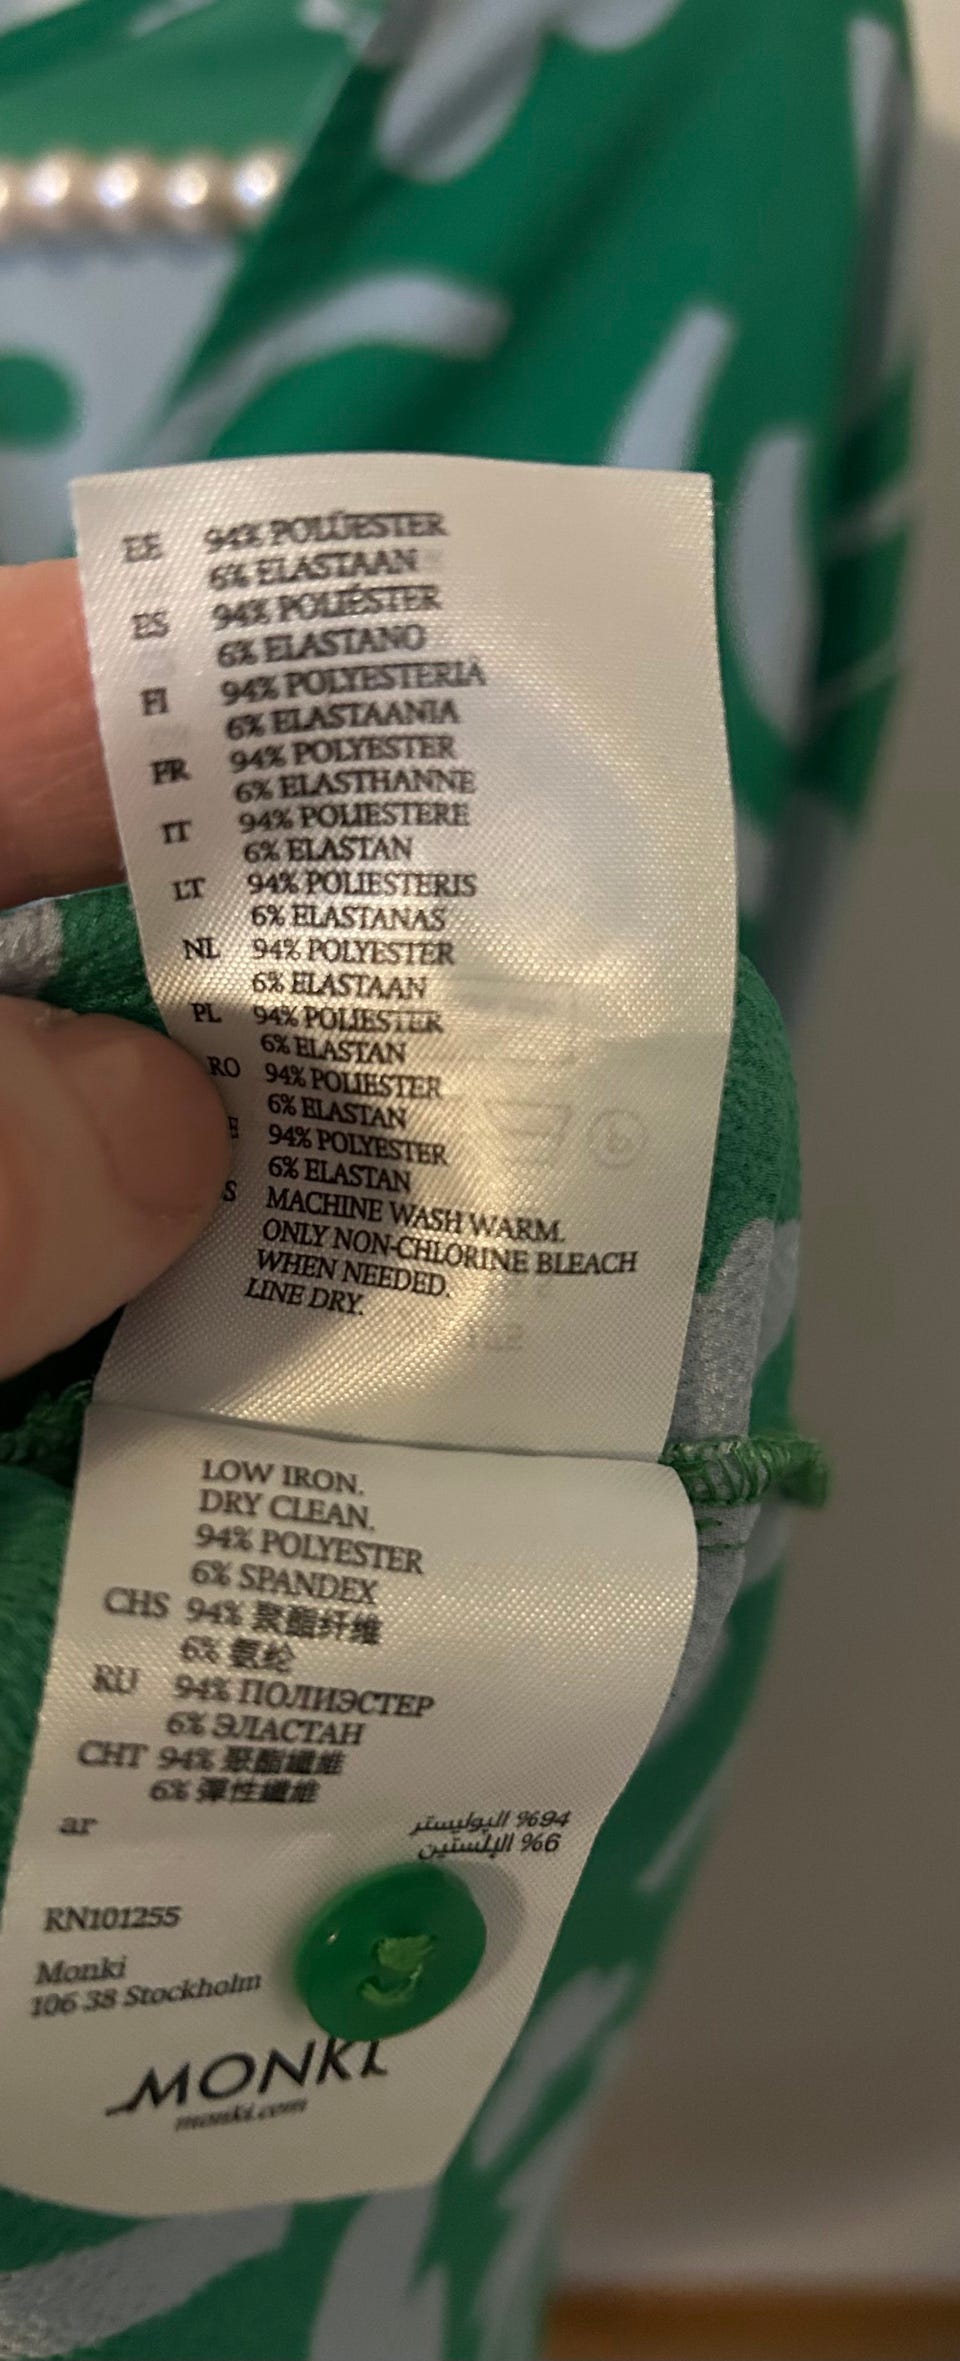 EE 94% POLÜESTER
6% ELASTAAN
ES 94% POLIÉSTER
6% ELASTANO
FI 94% POLYESTERIÄ
6% ELASTAANIA
FR 94% POLYESTER
6% ELASTHANNE
IT 94% POLIESTERE
6% ELASTAN
LT 94% POLIESTERIS
6% ELASTANAS
NL 94% POLYESTER
6% ELASTAAN
PL 94% POLIESTER
6% ELASTAN
RO 94% POLIESTER
6% ELASTAN
E 94% POLYESTER
6% ELASTAN
S MACHINE WASH WARM.
ONLY NON-CHLORINE BLEACH
WHEN NEEDED.
LINE DRY.
LOW IRON.
DRY CLEAN.
94% POLYESTER
6% SPANDEX
CHS 94% 聚酯纤维
6% 氨纶
RU 94% ПОЛИЭСТЕР
6% ЭЛАСТАН
CHT 94% 聚酯纖維
6% 彈性纖維
ar 94% البوليستر
6% الإلستين
RN101255
Monki
106 38 Stockholm
MONKI
monki.com